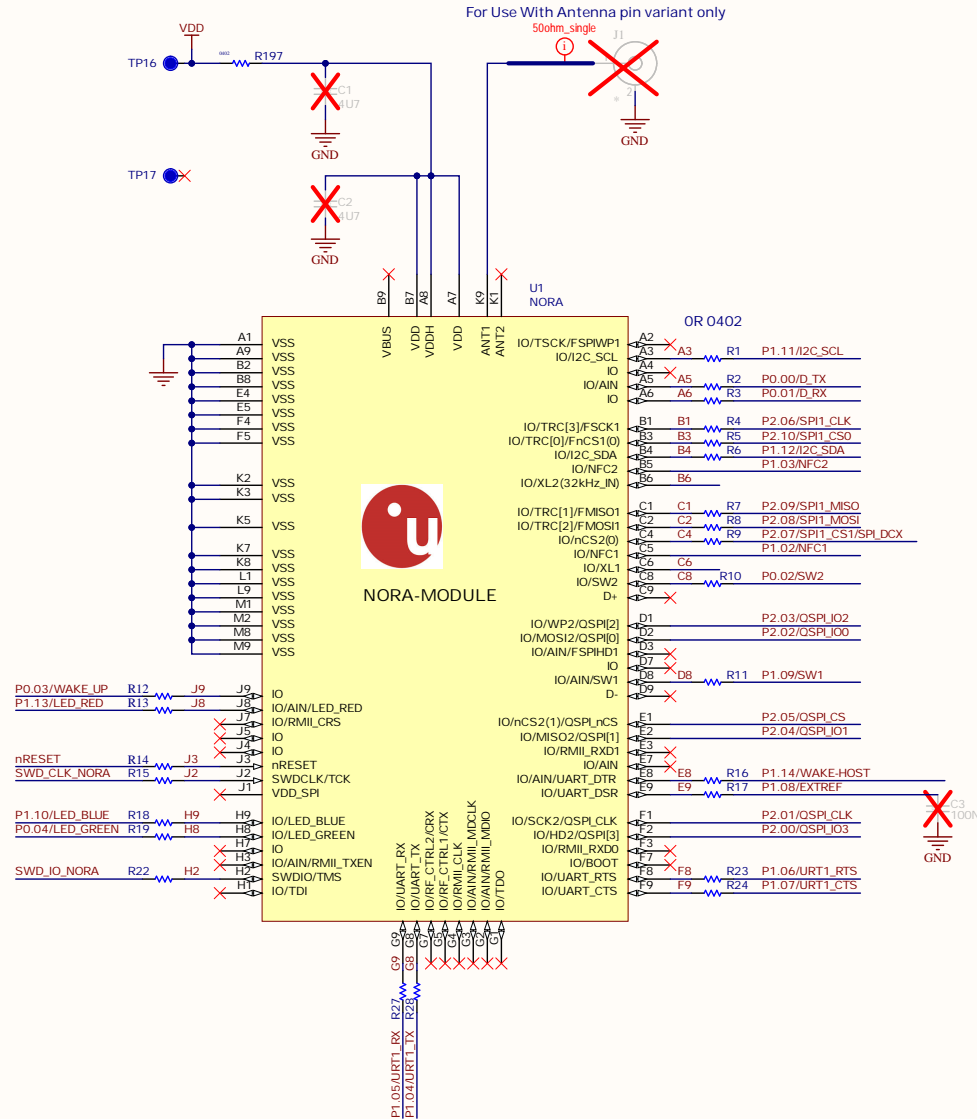 For Use With Antenna pin variant only
50ohm_single
i
J1
2
GND
VDD
TP16
0402
R197
C1
4U7
GND
TP17
C2
4U7
GND
U1
NORA
0R 0402
B9 B7 A8 A7 K9 K1
VBUS VDD VDDH VDD ANT1 ANT2
A1 VSS
A9 VSS
B2 VSS
B8 VSS
E4 VSS
E5 VSS
F4 VSS
F5 VSS
K2 VSS
K3 VSS
K5 VSS
K7 VSS
K8 VSS
L1 VSS
L9 VSS
M1 VSS
M2 VSS
M8 VSS
M9 VSS
u
NORA-MODULE
P0.03/WAKE_UP R12 J9 J9 IO
P1.13/LED_RED R13 J8 J8 IO/AIN/LED_RED
J7 IO/RMII_CRS
J5 IO
J4 IO
nRESET R14 J3 J3 nRESET
SWD_CLK_NORA R15 J2 J2 SWDCLK/TCK
J1 VDD_SPI
P1.10/LED_BLUE R18 H9 H9 IO/LED_BLUE
P0.04/LED_GREEN R19 H8 H8 IO/LED_GREEN
H7 IO
H3 IO/AIN/RMII_TXEN
SWD_IO_NORA R22 H2 H2 SWDIO/TMS
H1 IO/TDI
IO/TSCK/FSPIWP1 A2
IO/I2C_SCL A3 A3 R1 P1.11/I2C_SCL
IO A4
IO/AIN A5 A5 R2 P0.00/D_TX
IO A6 A6 R3 P0.01/D_RX
IO/TRC[3]/FSCK1 B1 B1 R4 P2.06/SPI1_CLK
IO/TRC[0]/FnCS1(0) B3 B3 R5 P2.10/SPI1_CS0
IO/I2C_SDA B4 B4 R6 P1.12/I2C_SDA
IO/NFC2 B5 P1.03/NFC2
IO/XL2(32kHz_IN) B6 B6
IO/TRC[1]/FMISO1 C1 C1 R7 P2.09/SPI1_MISO
IO/TRC[2]/FMOSI1 C2 C2 R8 P2.08/SPI1_MOSI
IO/nCS2(0) C4 C4 R9 P2.07/SPI1_CS1/SPI_DCX
IO/NFC1 C5 P1.02/NFC1
IO/XL1 C6 C6
IO/SW2 C8 C8 R10 P0.02/SW2
D+ C9
IO/WP2/QSPI[2] D1 P2.03/QSPI_IO2
IO/MOSI2/QSPI[0] D2 P2.02/QSPI_IO0
IO/AIN/FSPIHD1 D3
IO D7
IO/AIN/SW1 D8 D8 R11 P1.09/SW1
D- D9
IO/nCS2(1)/QSPI_nCS E1 P2.05/QSPI_CS
IO/MISO2/QSPI[1] E2 P2.04/QSPI_IO1
IO/RMII_RXD1 E3
IO/AIN E7
IO/AIN/UART_DTR E8 E8 R16 P1.14/WAKE-HOST
IO/UART_DSR E9 E9 R17 P1.08/EXTREF
C3
100N
GND
IO/SCK2/QSPI_CLK F1 P2.01/QSPI_CLK
IO/HD2/QSPI[3] F2 P2.00/QSPI_IO3
IO/RMII_RXD0 F3
IO/BOOT F7
IO/UART_RTS F8 F8 R23 P1.06/URT1_RTS
IO/UART_CTS F9 F9 R24 P1.07/URT1_CTS
IO/UART_RX G9 G9 R27 P1.05/URT1_RX
IO/UART_TX G8 G8 R28 P1.04/URT1_TX
IO/RF_CTRL2/CRX G7
IO/RF_CTRL1/CTX G5
IO/RMII_CLK G4
IO/AIN/RMII_MDCLK G3
IO/AIN/RMII_MDIO G2
IO/TDO G1